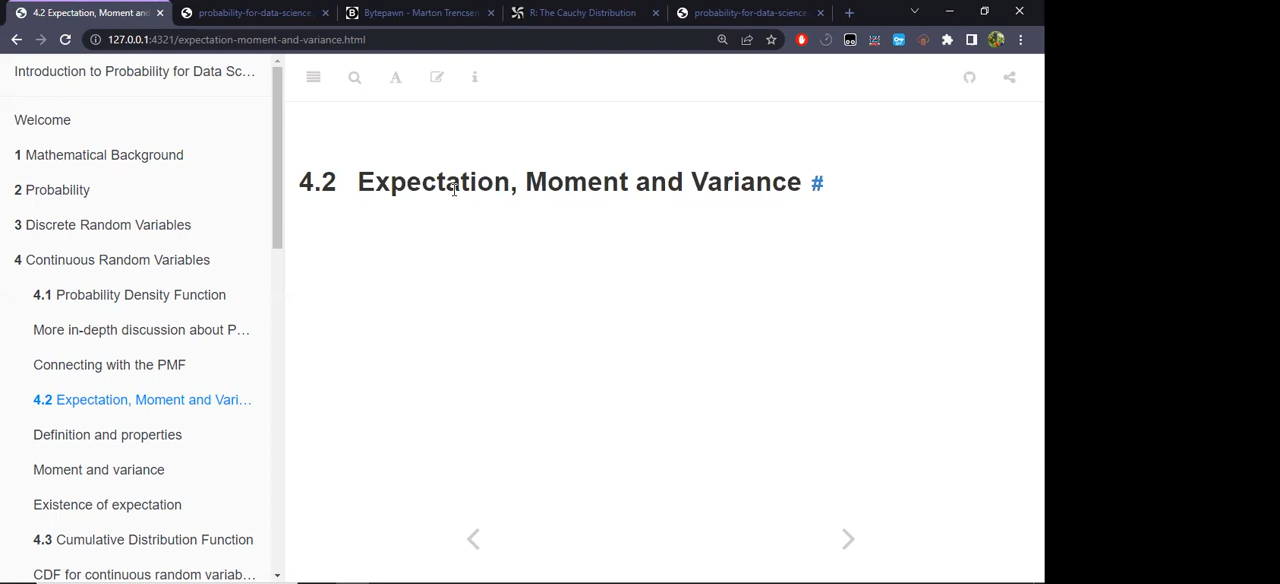 4.2 Expectation, Moment and
probability-for-data-science.
Bytepawn - Marton Trencsen
R: The Cauchy Distribution
probability-for-data-science.
127.0.0.1:4321/expectation-moment-and-variance.html
Introduction to Probability for Data Sc...
Welcome
1 Mathematical Background
2 Probability
3 Discrete Random Variables
4 Continuous Random Variables
4.1 Probability Density Function
More in-depth discussion about P...
Connecting with the PMF
4.2 Expectation, Moment and Vari...
Definition and properties
Moment and variance
Existence of expectation
4.3 Cumulative Distribution Function
CDF for continuous random variab...
4.2 Expectation, Moment and Variance #